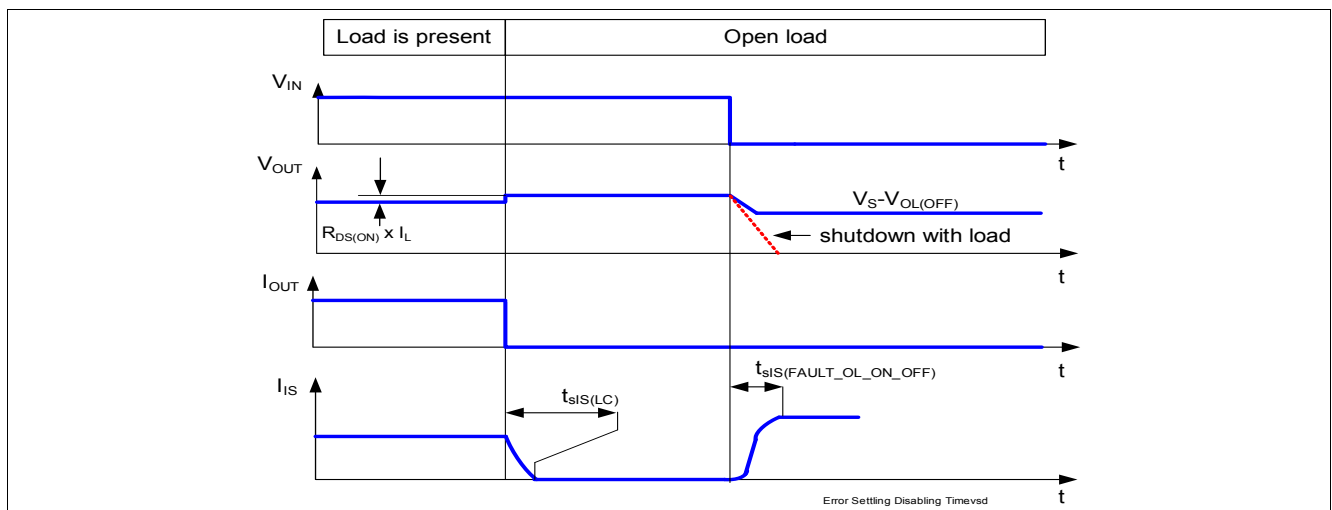 Load is present
Open load
VIN
t
VOUT
RDS(ON) x IL
VS-VOL(OFF)
shutdown with load
t
IOUT
t
IIS
tsIS(LC)
tsIS(FAULT_OL_ON_OFF)
t
Error Settling Disabling Timevsd